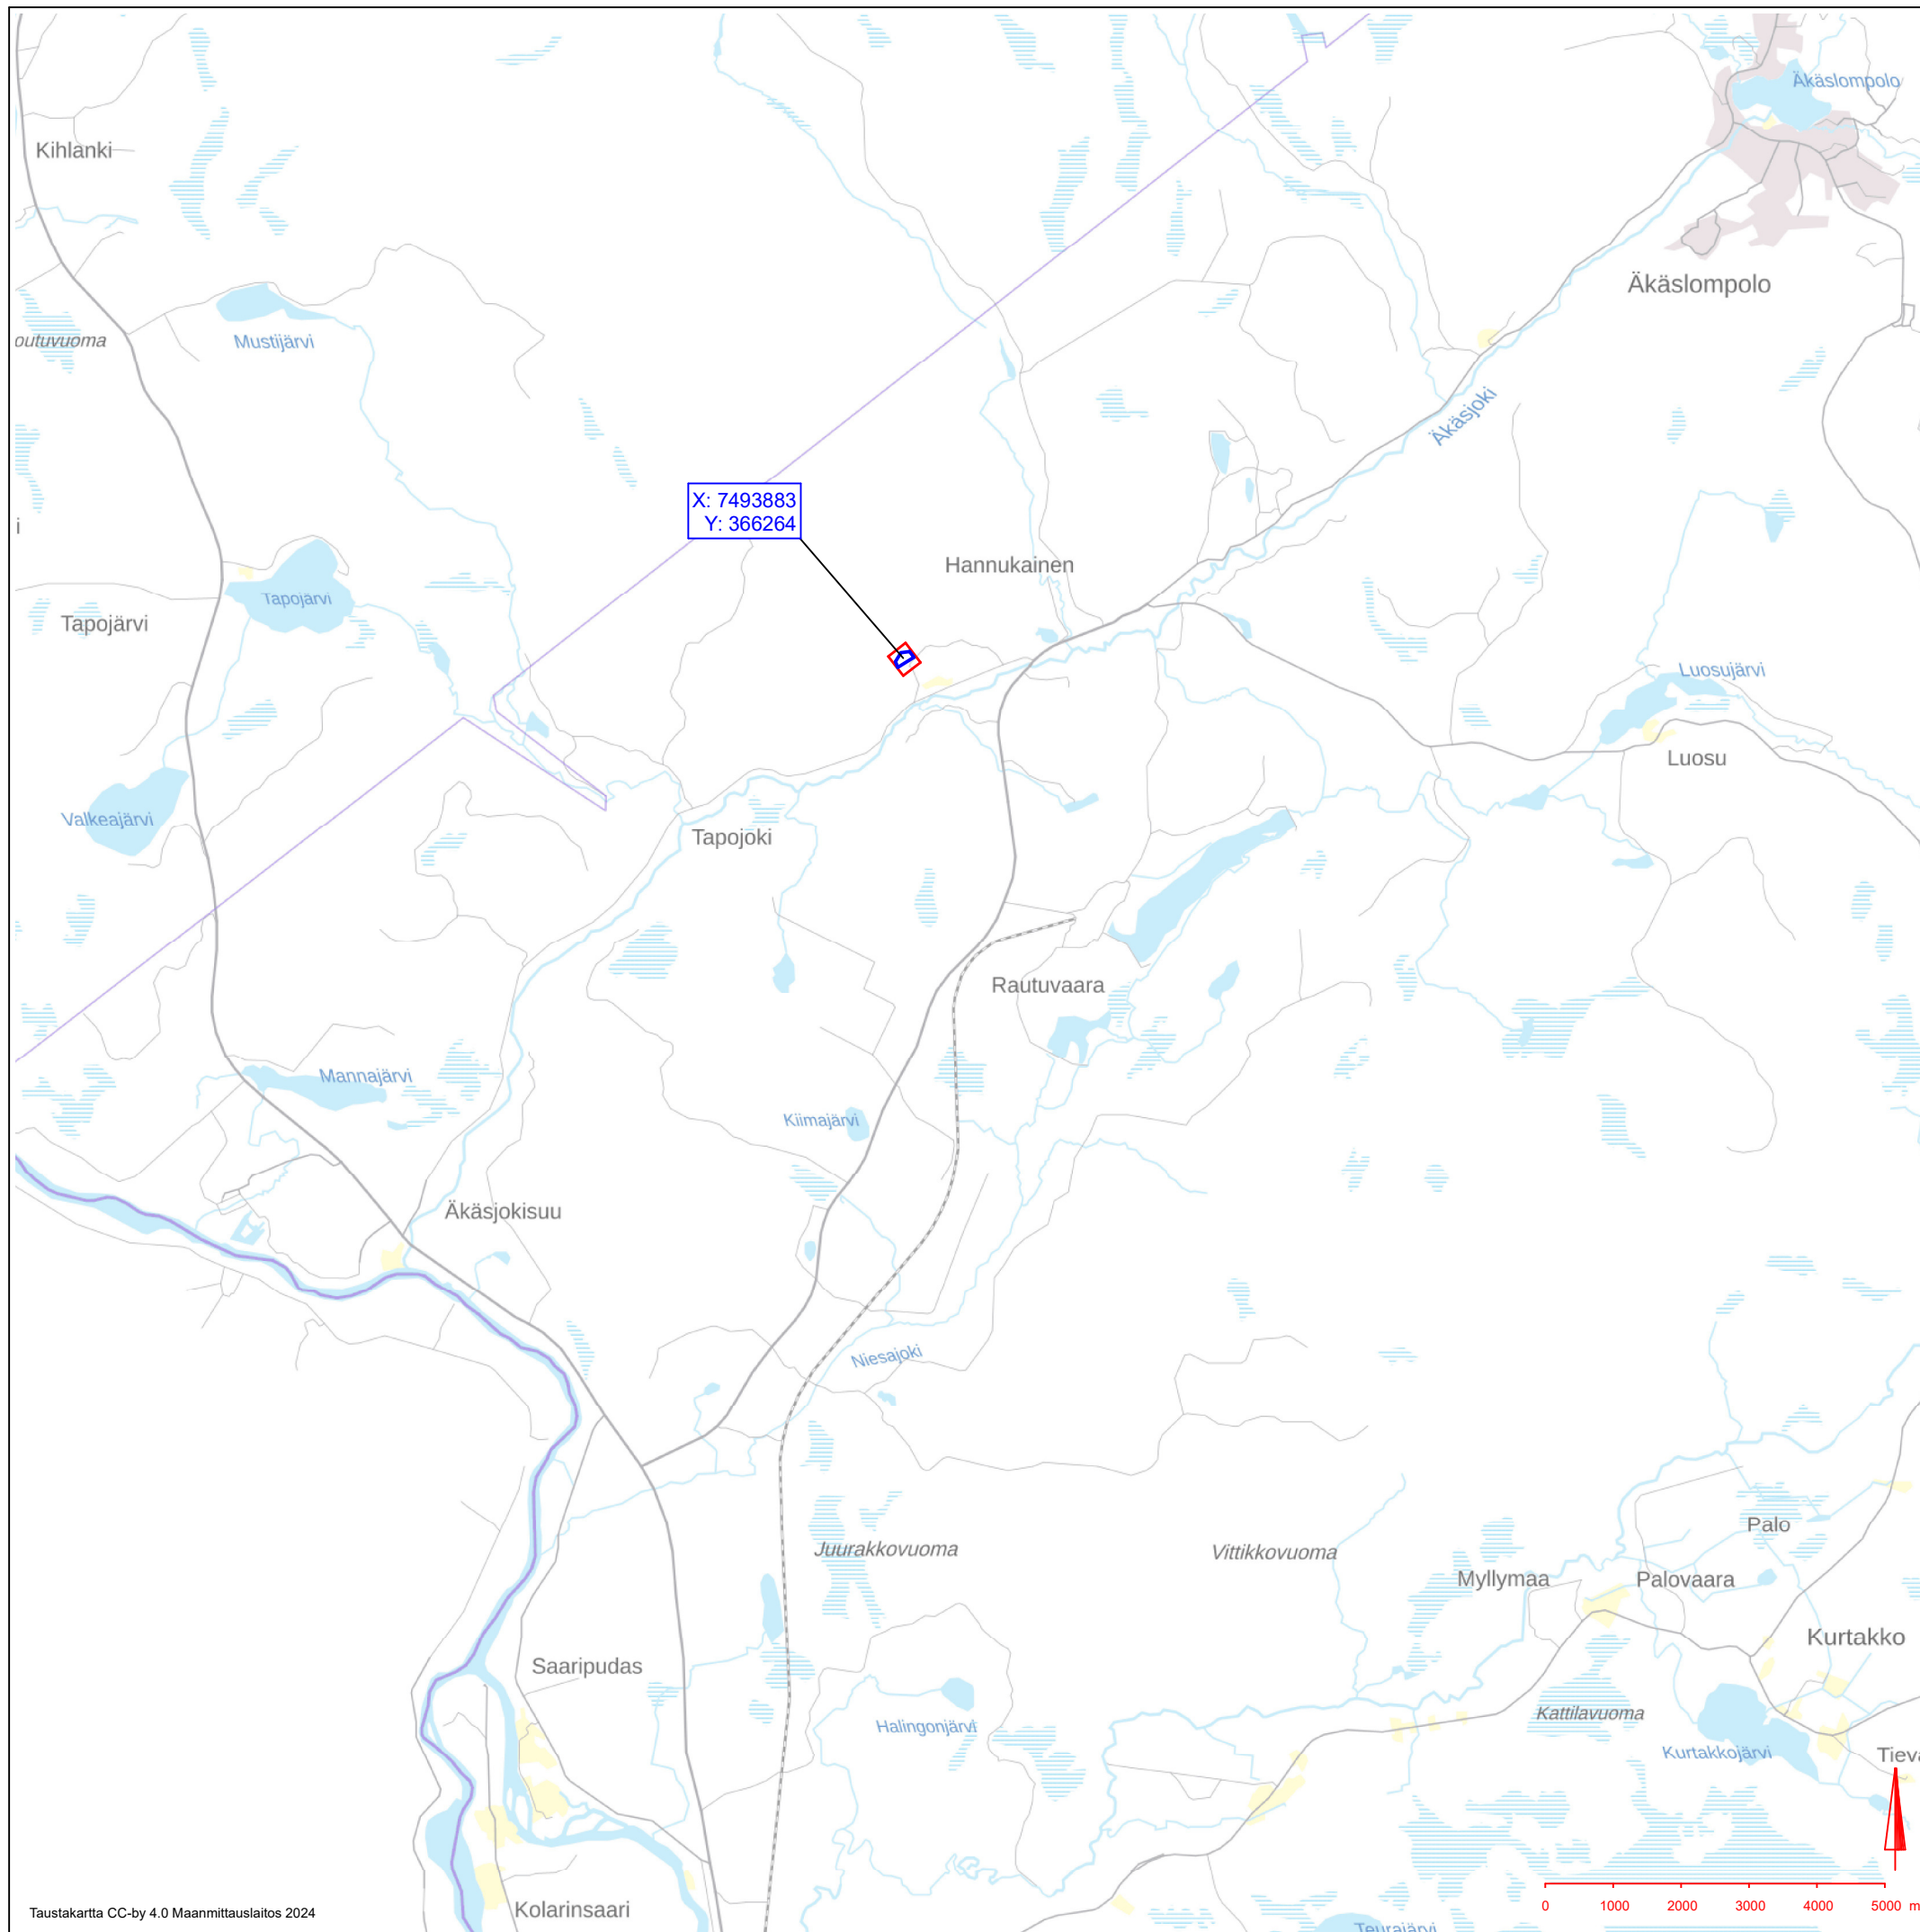 Äkäslompolo
Kihlanki
Äkäslompolo
outuvuoma
Mustijärvi
Äkäsjoki
X: 7493883
Y: 366264
i
Hannukainen
Tapojärvi
Tapojärvi
Luosujärvi
Luosu
Valkeajärvi
Tapojoki
Rautuvaara
Mannajärvi
Kiimajärvi
Äkäsjokisuu
Niesajoki
Palo
Juurakkovuoma
Vittikkovuoma
Myllymaa
Palovaara
Kurtakko
Saaripudas
Kattilavuoma
Halingonjärvi
Kurtakkojärvi
Tieva
0 1000 2000 3000 4000 5000 m
Kolarinsaari
Taustakartta CC-by 4.0 Maanmittauslaitos 2024
Teurajärvi